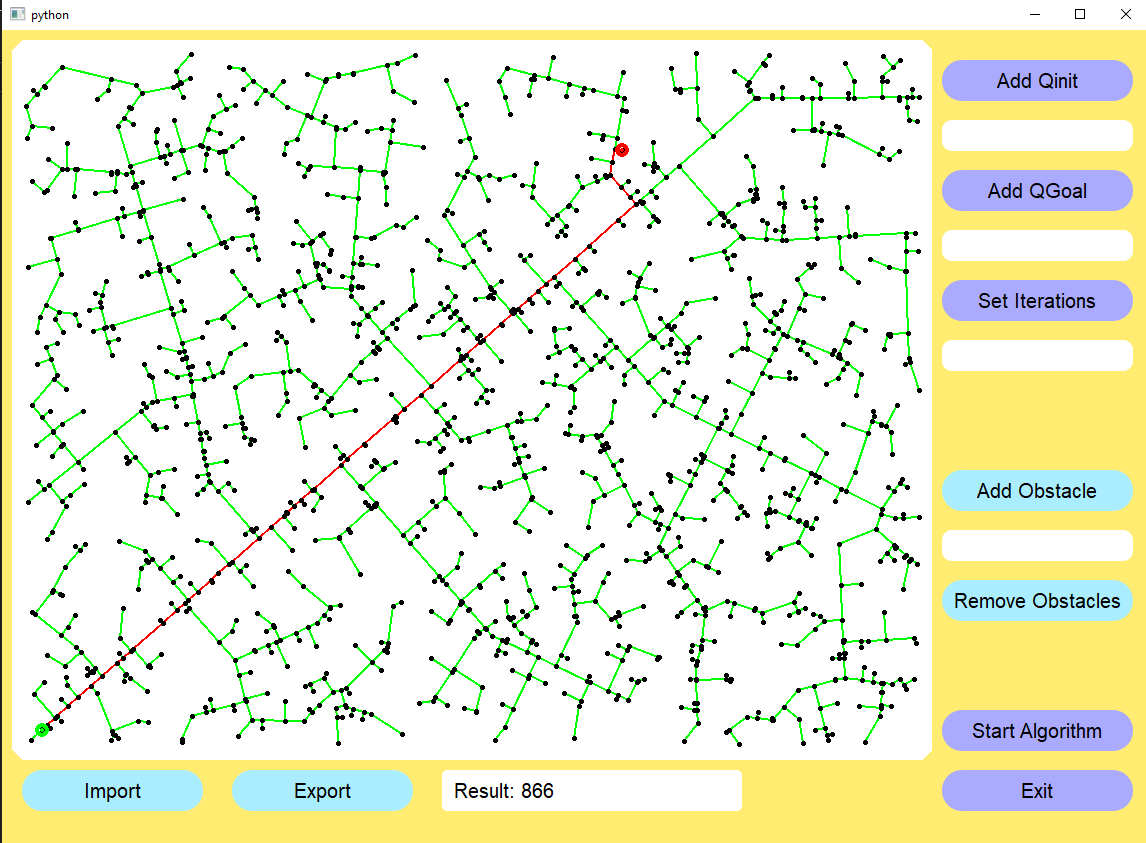 python
Add Qinit
Add QGoal
Set Iterations
Add Obstacle
Remove Obstacles
Start Algorithm
Import
Export
Result: 866
Exit